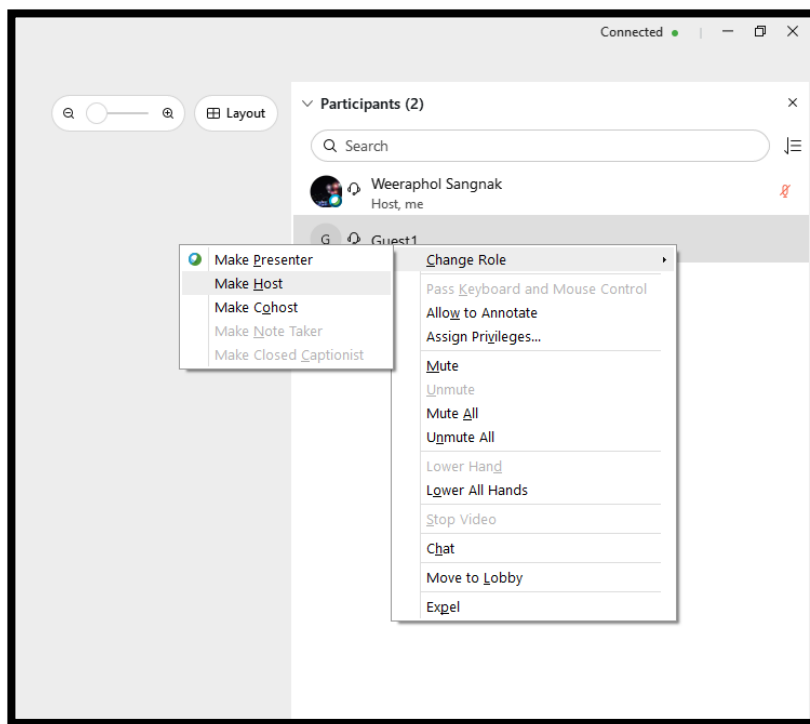 Connected
Layout
Participants (2)
Search
Weeraphol Sangnak
Host, me
G
Guest1
Make Presenter
Make Host
Make Cohost
Make Note Taker
Make Closed Captionist
Change Role
Pass Keyboard and Mouse Control
Allow to Annotate
Assign Privileges...
Mute
Unmute
Mute All
Unmute All
Lower Hand
Lower All Hands
Stop Video
Chat
Move to Lobby
Expel